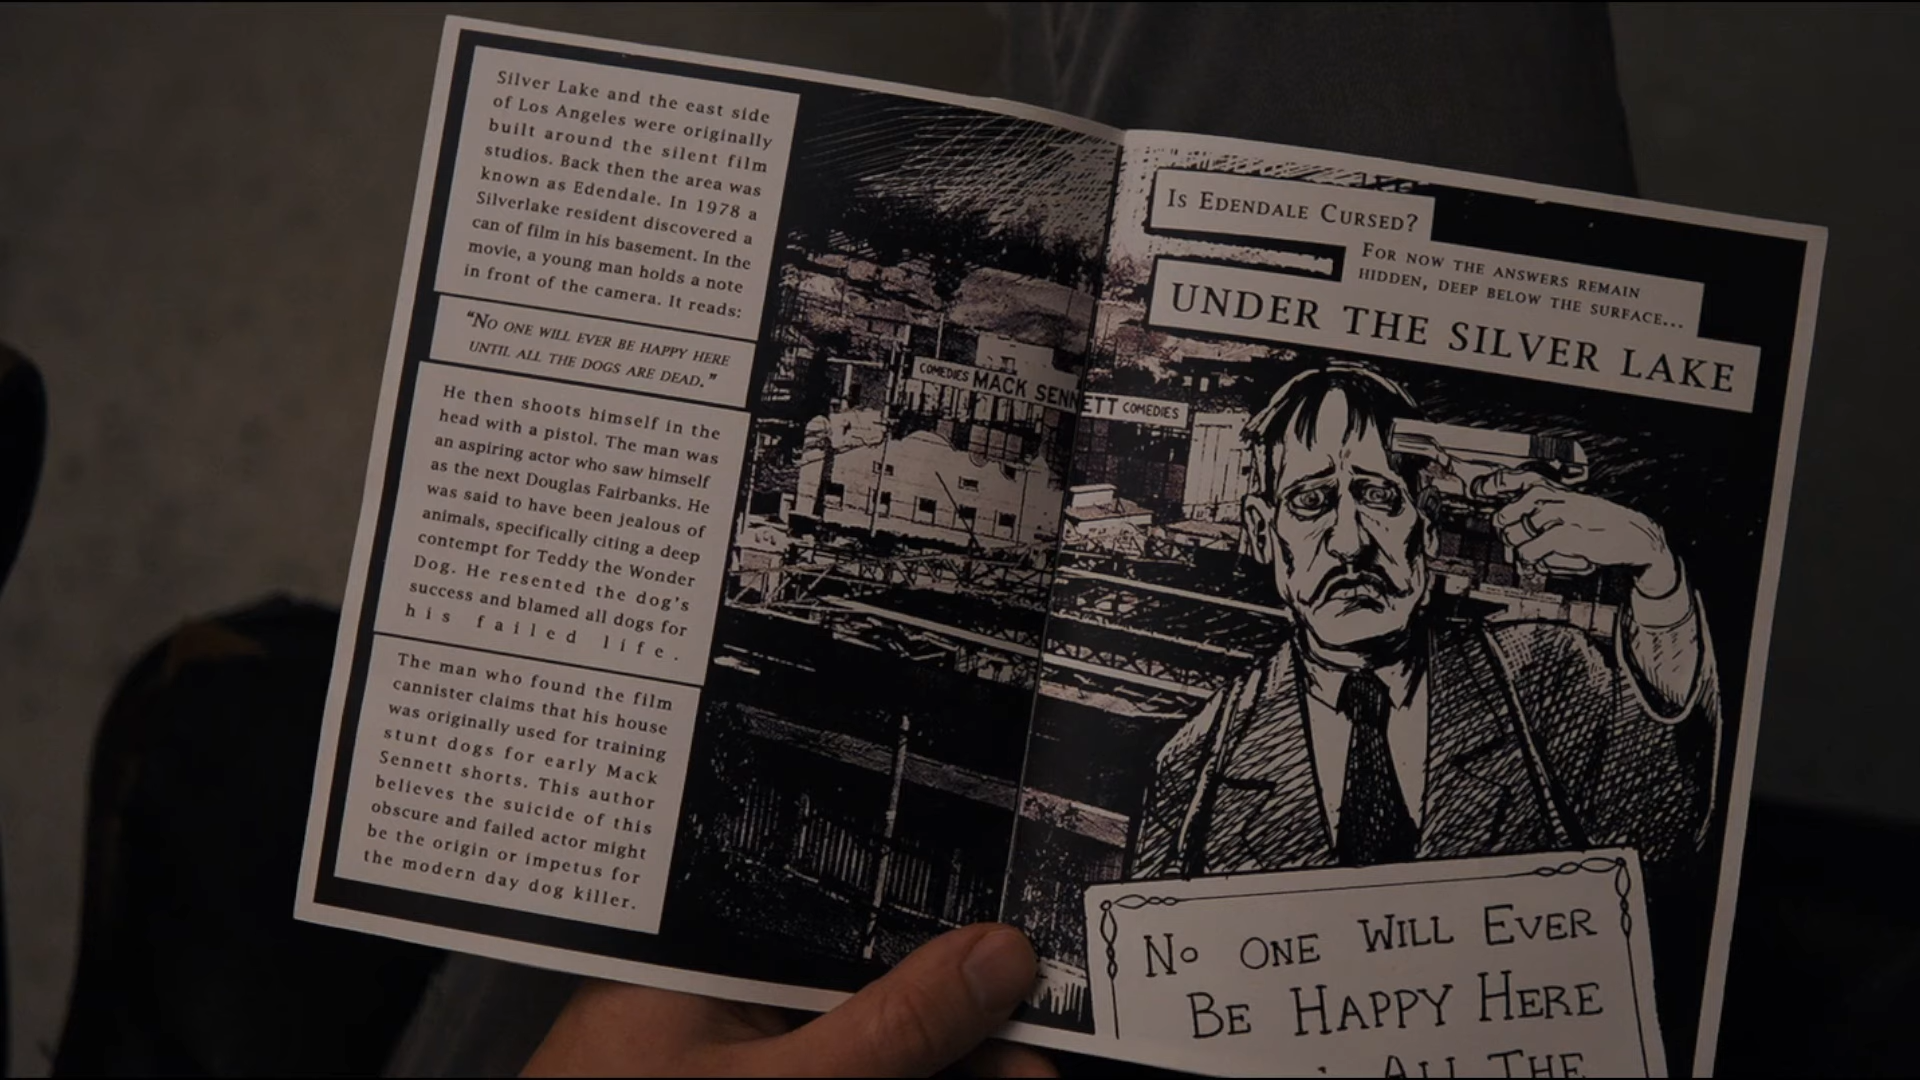 Silver Lake and the east side
of Los Angeles were originally
built around the silent film
studios. Back then the area was
known as Edendale. In 1978 a
Silverlake resident discovered a
can of film in his basement. In the
movie, a young man holds a note
in front of the camera. It reads:
“No one will ever be happy here
until all the dogs are dead.”
He then shoots himself in the
head with a pistol. The man was
an aspiring actor who saw himself
as the next Douglas Fairbanks. He
was said to have been jealous of
animals, specifically citing a deep
contempt for Teddy the Wonder
Dog. He resented the dog's
success and blamed all dogs for
his failed life.
The man who found the film
cannister claims that his house
was originally used for training
stunt dogs for early Mack
Sennett shorts. This author
believes the suicide of this
obscure and failed actor might
be the origin or impetus for
the modern day dog killer.
COMEDIES MACK SENNETT COMEDIES
Is Edendale Cursed?
For now the answers remain
hidden, deep below the surface...
UNDER THE SILVER LAKE
No one Will Ever
Be Happy Here
All The